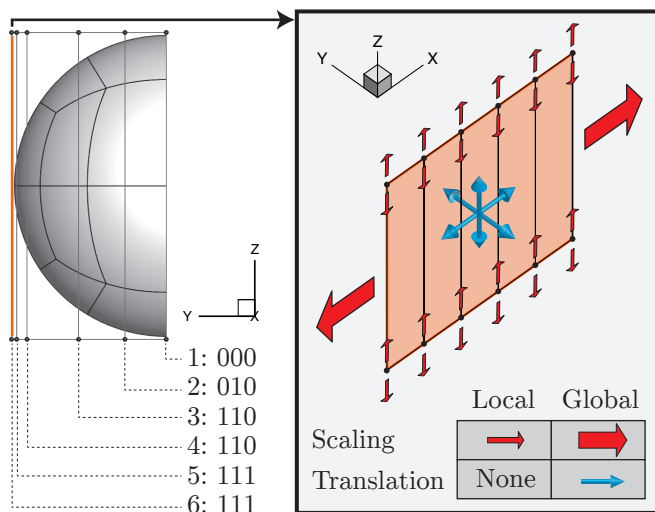 Z
Y
X
1: 000
2: 010
3: 110
4: 110
5: 111
6: 111
Z
Y
X
Local Global
Scaling
Translation None